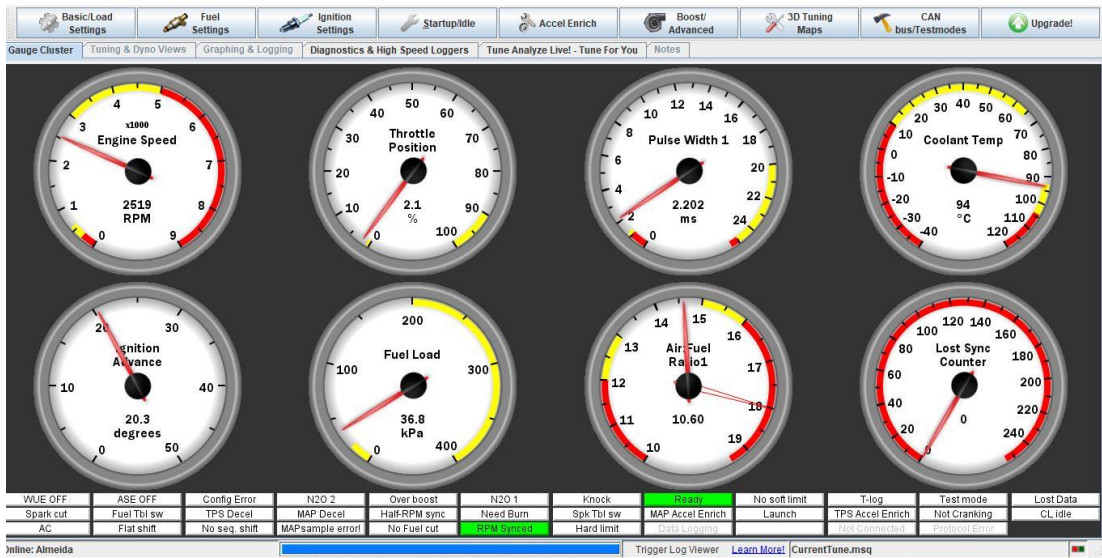 Basic/Load Settings
Fuel Settings
Ignition Settings
Startup/Idle
Accel Enrich
Boost/ Advanced
3D Tuning Maps
CAN bus/Testmodes
Upgrade!
Gauge Cluster
Tuning & Dyno Views
Graphing & Logging
Diagnostics & High Speed Loggers
Tune Analyze Live! - Tune For You
Notes
0 1 2 3 4 5 6 7 8 9
x1000
Engine Speed
2519
RPM
0 10 20 30 40 50 60 70 80 90 100
Throttle
Position
2.1
%
0 2 4 6 8 10 12 14 16 18 20 22 24
Pulse Width 1
2.202
ms
-40 -30 -20 -10 0 10 20 30 40 50 60 70 80 90 100 110 120
Coolant Temp
94
°C
0 10 20 30 40 50
Ignition
Advance
20.3
degrees
0 100 200 300 400
Fuel Load
36.8
kPa
10 11 12 13 14 15 16 17 18 19
Air:Fuel
Ratio1
10.60
0 20 40 60 80 100 120 140 160 180 200 220 240
Lost Sync
Counter
0
WUE OFF ASE OFF Config Error N2O 2 Over boost N2O 1 Knock Ready No soft limit T-log Test mode Lost Data
Spark cut Fuel Tbl sw TPS Decel MAP Decel Half-RPM sync Need Burn Spk Tbl sw MAP Accel Enrich Launch TPS Accel Enrich Not Cranking CL idle
AC Flat shift No seq. shift MAPsample error! No Fuel cut RPM Synced Hard limit Data Logging Not Connected Protocol Error
Online: Almeida
Trigger Log Viewer
Learn More!
CurrentTune.msq